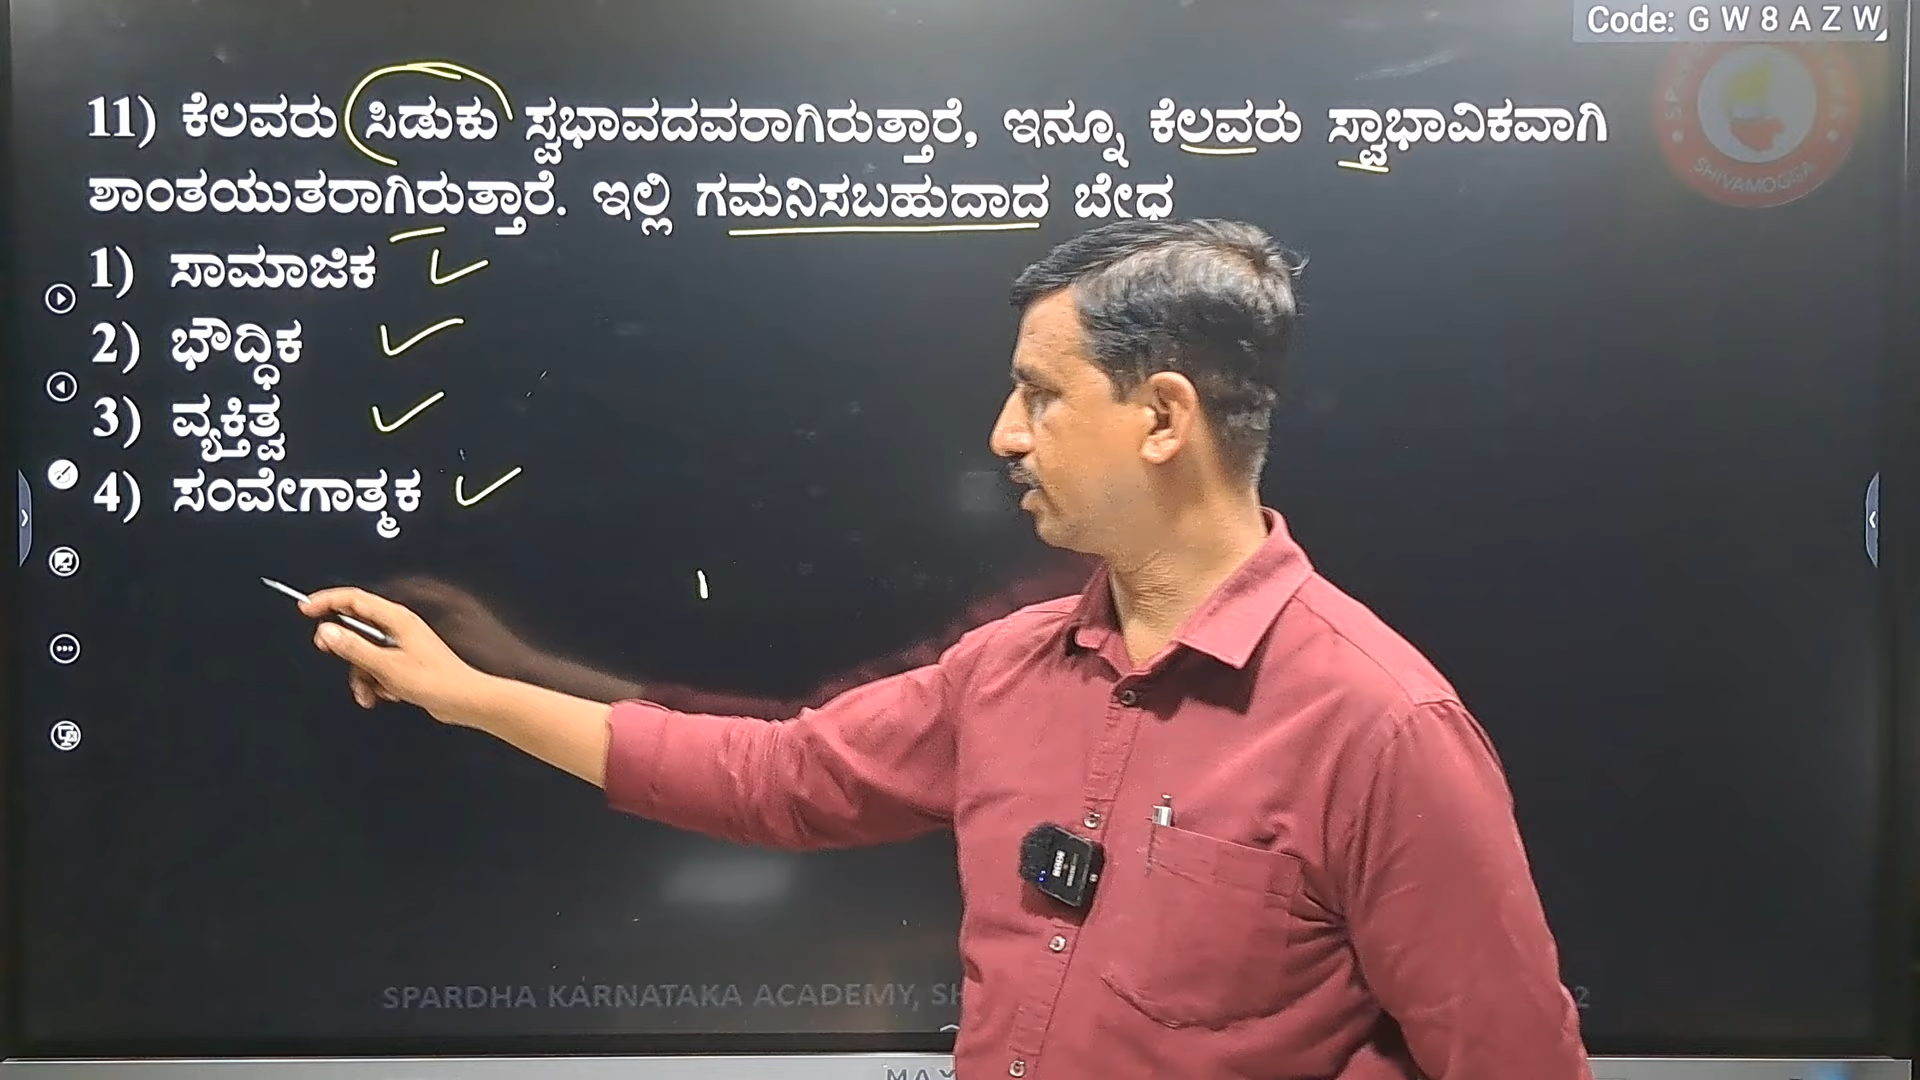 Code: G W 8 A Z W
11) ಕೆಲವರು ಸಿಡುಕು ಸ್ವಭಾವದವರಾಗಿರುತ್ತಾರೆ, ಇನ್ನೂ ಕೆಲವರು ಸ್ವಾಭಾವಿಕವಾಗಿ
ಶಾಂತಯುತರಾಗಿರುತ್ತಾರೆ. ಇಲ್ಲಿ ಗಮನಿಸಬಹುದಾದ ಬೇಧ
1) ಸಾಮಾಜಿಕ
2) ಭೌದ್ಧಿಕ
3) ವ್ಯಕ್ತಿತ್ವ
4) ಸಂವೇಗಾತ್ಮಕ
SHIVAMOGGA
SPARDHA KARNATAKA ACADEMY,